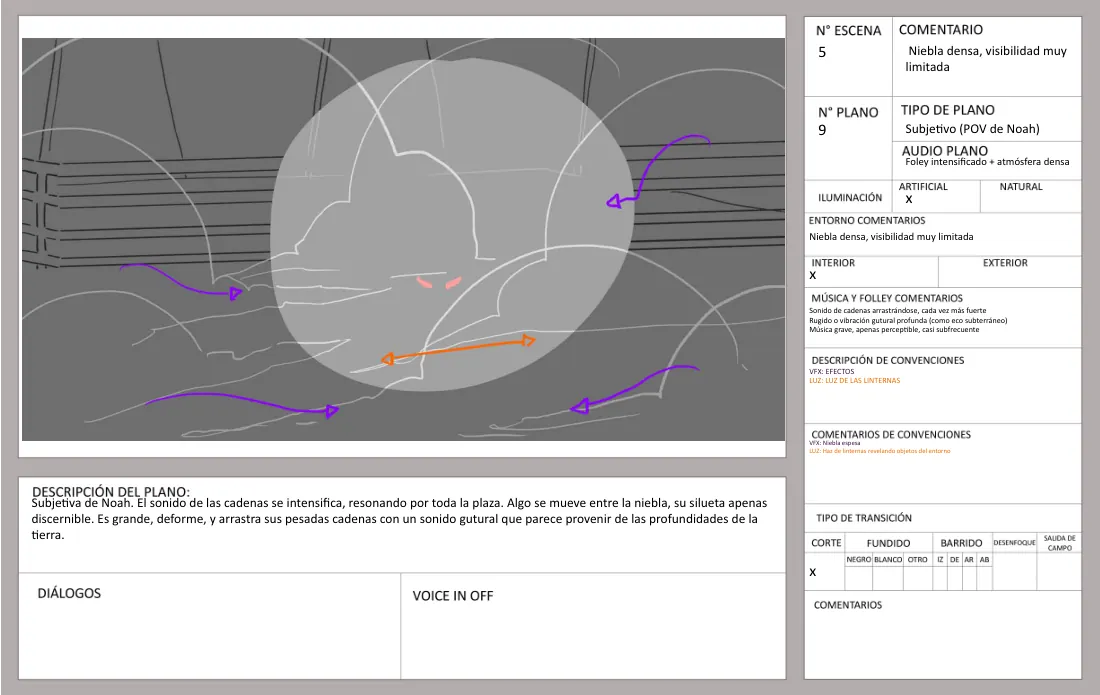 N° ESCENA
5
COMENTARIO
Niebla densa, visibilidad muy
limitada
N° PLANO
9
TIPO DE PLANO
Subjetivo (POV de Noah)
AUDIO PLANO
Foley intensificado + atmósfera densa
ILUMINACIÓN
ARTIFICIAL
X
NATURAL
ENTORNO COMENTARIOS
Niebla densa, visibilidad muy limitada
INTERIOR
X
EXTERIOR
MÚSICA Y FOLLEY COMENTARIOS
Sonido de cadenas arrastrándose, cada vez más fuerte
Rugido o vibración gutural profunda (como eco subterráneo)
Música grave, apenas perceptible, casi subfrecuente
DESCRIPCIÓN DE CONVENCIONES
VFX: EFECTOS
LUZ: LUZ DE LAS LINTERNAS
COMENTARIOS DE CONVENCIONES
VFX: Niebla espesa
LUZ: Haz de linternas revelando objetos del entorno
TIPO DE TRANSICIÓN
CORTE
X
FUNDIDO
NEGRO BLANCO OTRO
BARRIDO
IZ DE AR AB
DESENFOQUE
SALIDA DE
CAMPO
COMENTARIOS
DESCRIPCIÓN DEL PLANO:
Subjetiva de Noah. El sonido de las cadenas se intensifica, resonando por toda la plaza. Algo se mueve entre la niebla, su silueta apenas
discernible. Es grande, deforme, y arrastra sus pesadas cadenas con un sonido gutural que parece provenir de las profundidades de la
tierra.
DIÁLOGOS
VOICE IN OFF